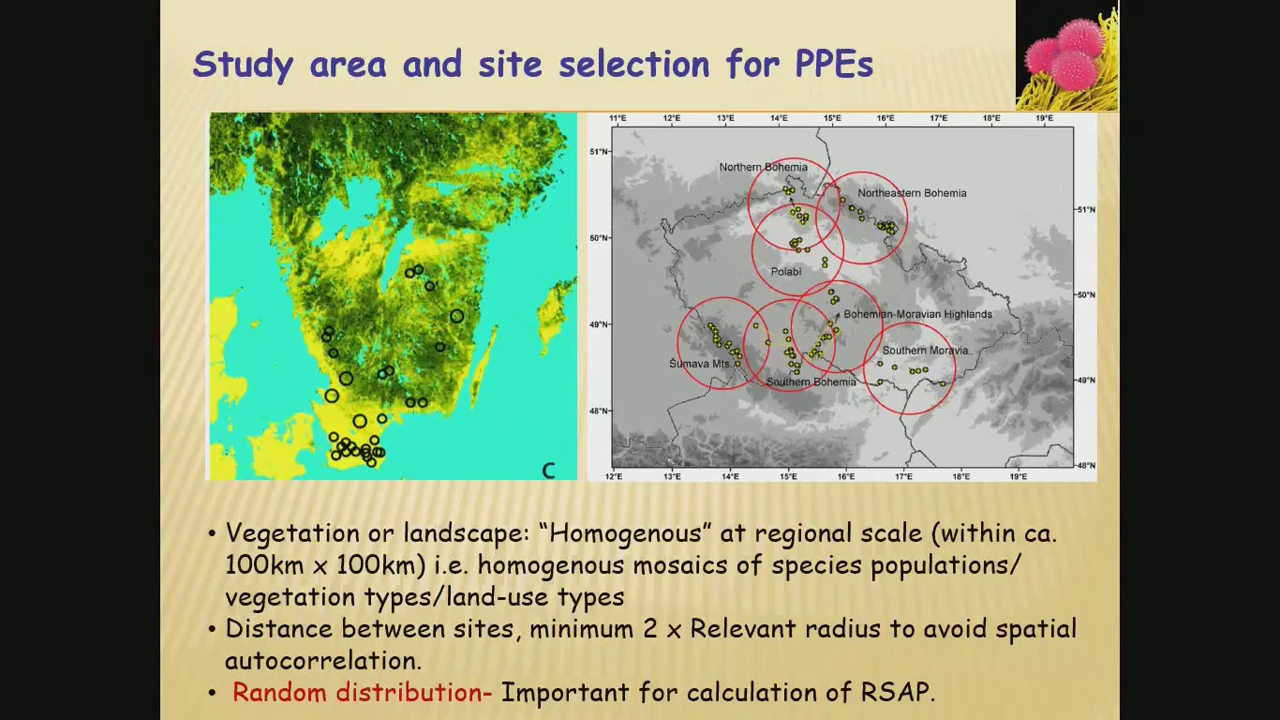 Study area and site selection for PPEs
11°E 12°E 13°E 14°E 15°E 16°E 17°E 18°E 19°E
51°N
Northern Bohemia
Northeastern Bohemia
51°N
50°N
Polabi
50°N
Bohemian-Moravian Highlands
49°N
Southern Moravia
Šumava Mts.
Southern Bohemia
49°N
48°N
C
48°N
12°E 13°E 14°E 15°E 16°E 17°E 18°E 19°E
• Vegetation or landscape: “Homogenous” at regional scale (within ca.
100km x 100km) i.e. homogenous mosaics of species populations/
vegetation types/land-use types
• Distance between sites, minimum 2 x Relevant radius to avoid spatial
autocorrelation.
• Random distribution- Important for calculation of RSAP.